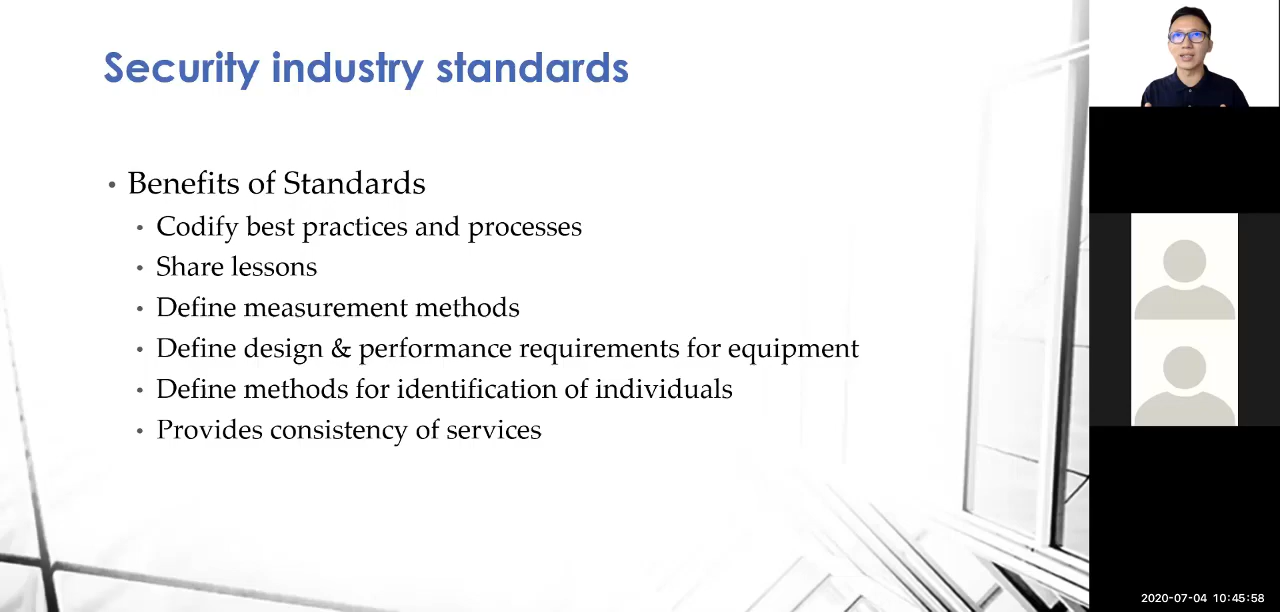 Security industry standards
• Benefits of Standards
• Codify best practices and processes
• Share lessons
• Define measurement methods
• Define design & performance requirements for equipment
• Define methods for identification of individuals
• Provides consistency of services
2020-07-04 10:45:58